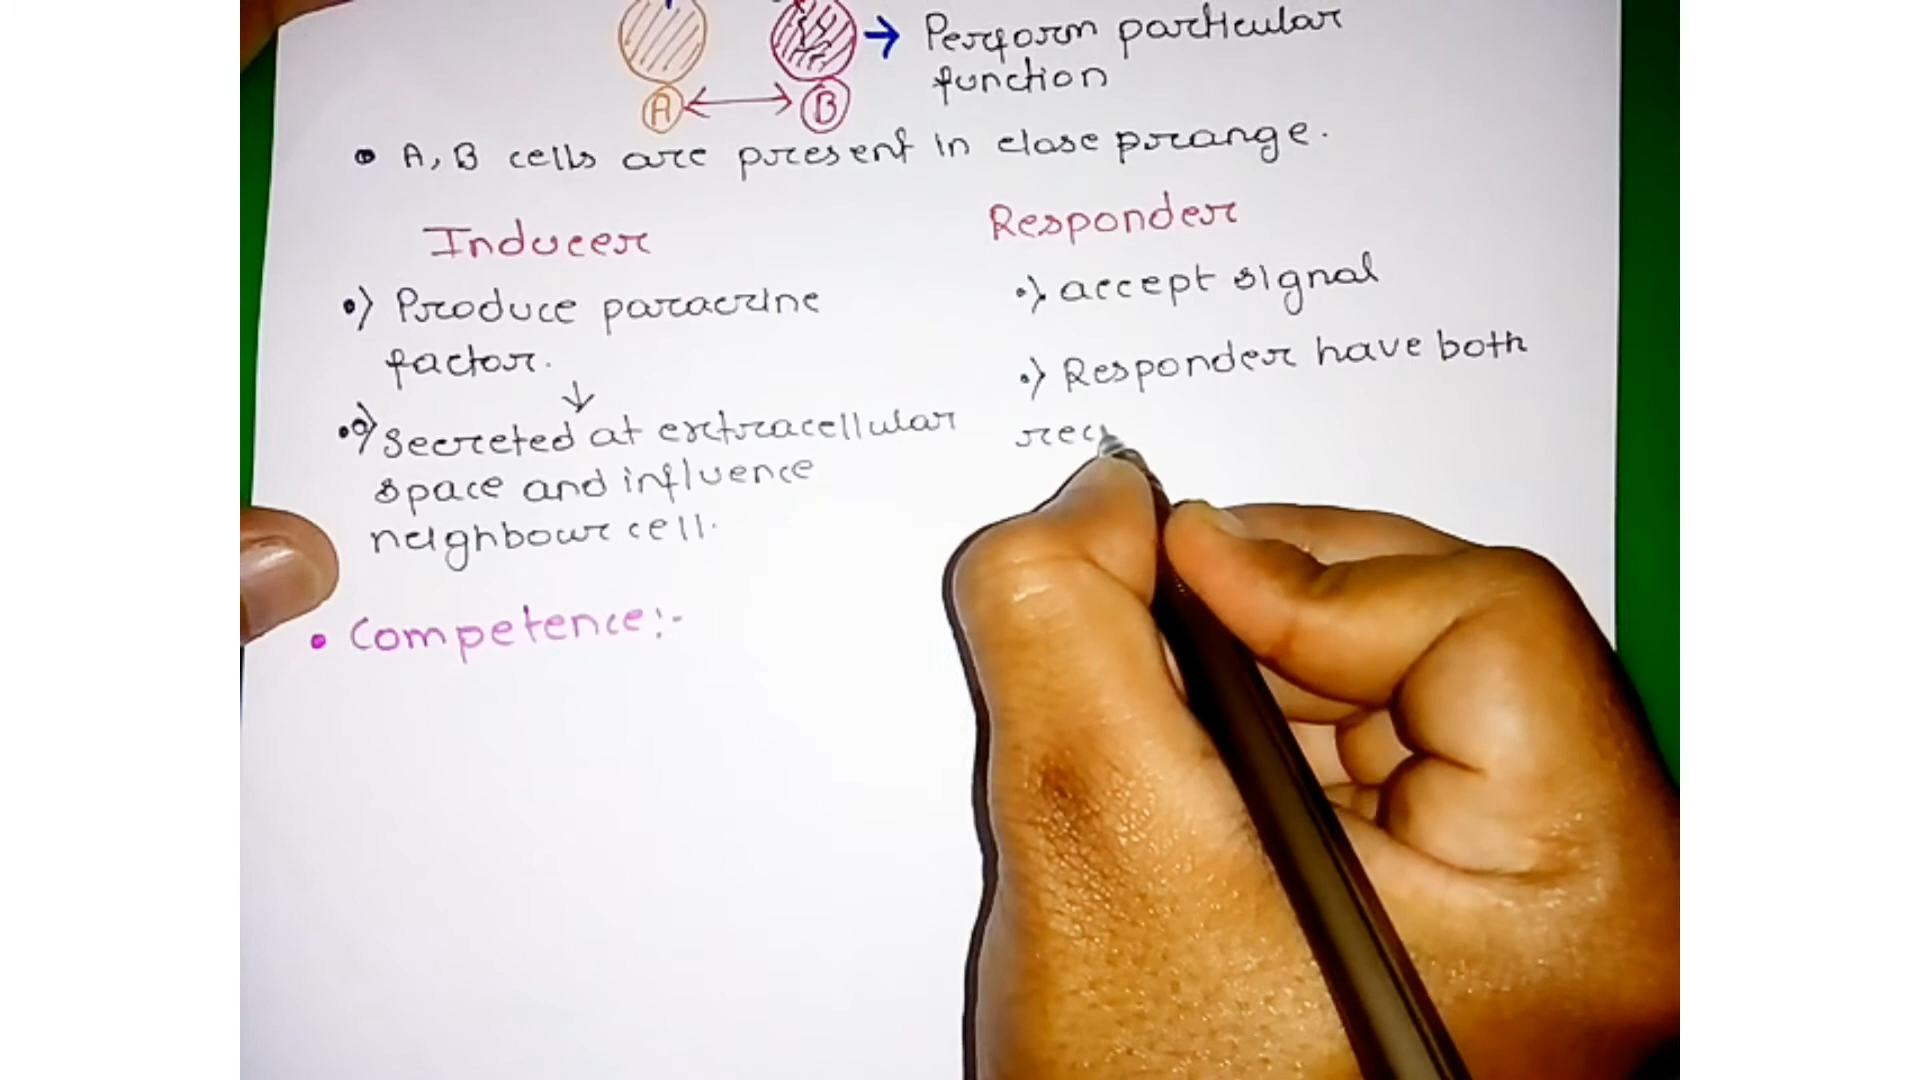 → Perform particular
function
A ↔ B
• A, B cells are present in close prange.
Inducer
Responder
•) Produce paracrine
factor.
↓
•) Secreted at extracellular
space and influence
neighbour cell.
•) accept signal
•) Responder have both
rec
• Competence:-